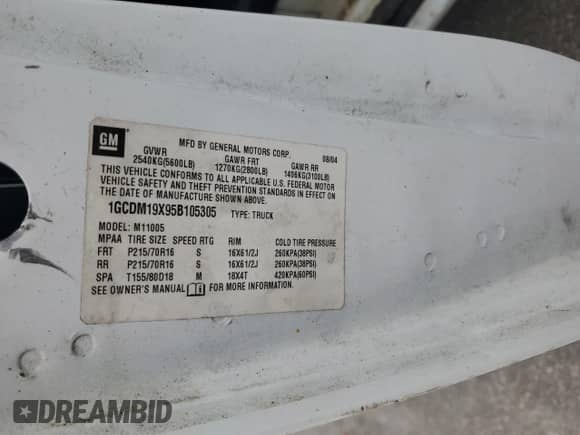 GM
MFD BY GENERAL MOTORS CORP. 08/04
GVWR GAWR FRT GAWR RR
2540KG(5600LB) 1270KG(2800LB) 1406KG(3100LB)
THIS VEHICLE CONFORMS TO ALL APPLICABLE U.S. FEDERAL MOTOR
VEHICLE SAFETY AND THEFT PREVENTION STANDARDS IN EFFECT ON
THE DATE OF MANUFACTURE SHOWN ABOVE.
1GCDM19X95B105305 TYPE: TRUCK
MODEL: M11005
MPAA TIRE SIZE SPEED RTG RIM COLD TIRE PRESSURE
FRT P215/70R16 S 16X61/2J 260KPA(38PSI)
RR P215/70R16 S 16X61/2J 260KPA(38PSI)
SPA T155/80D18 M 18X4T 420KPA(60PSI)
SEE OWNER'S MANUAL FOR MORE INFORMATION.
DREAMBID